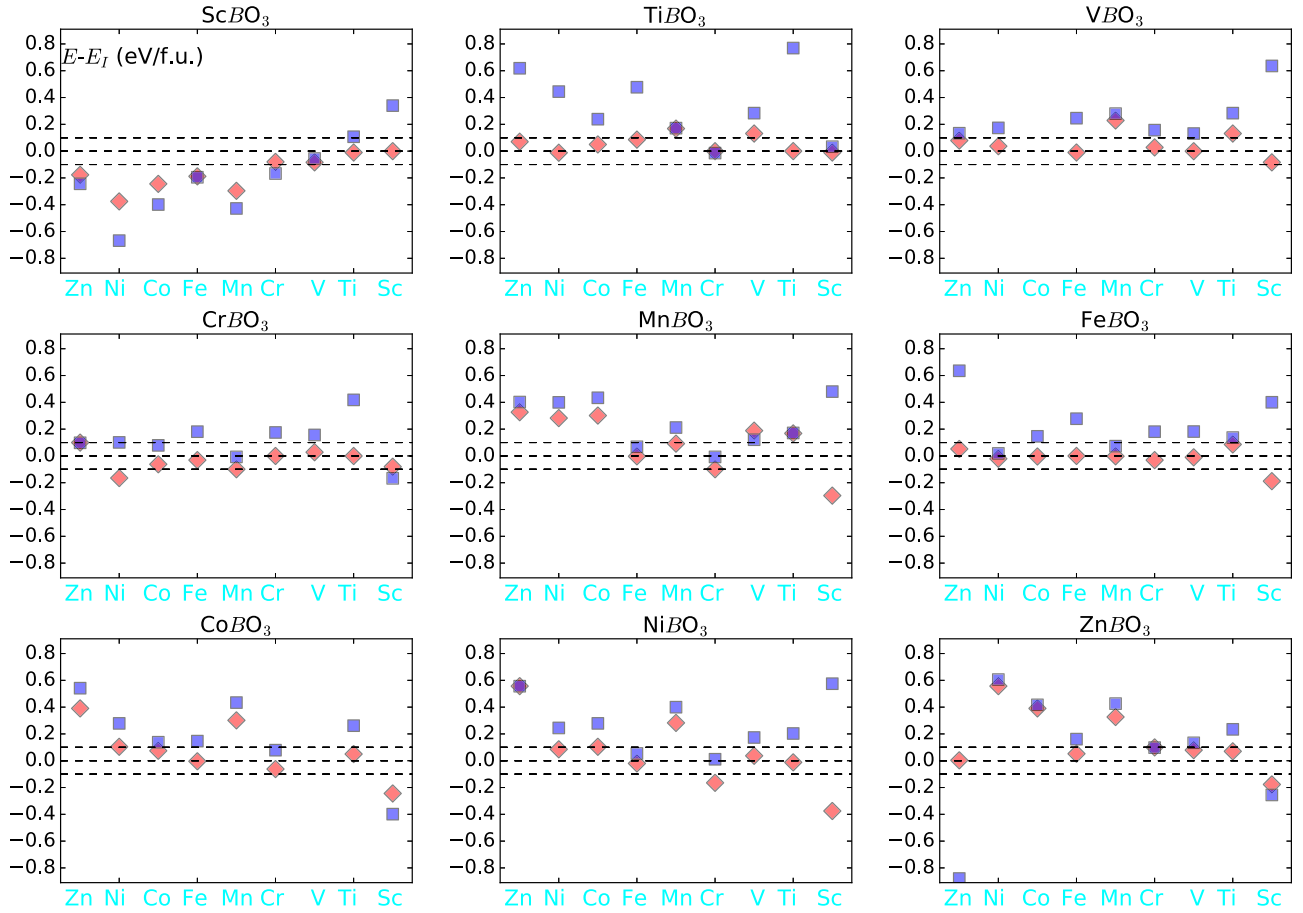 ScBO₃ TiBO₃ VBO₃
E-E_I (eV/f.u.)
0.8 0.8 0.8
0.6 0.6 0.6
0.4 0.4 0.4
0.2 0.2 0.2
0.0 0.0 0.0
−0.2 −0.2 −0.2
−0.4 −0.4 −0.4
−0.6 −0.6 −0.6
−0.8 −0.8 −0.8
Zn Ni Co Fe Mn Cr V Ti Sc Zn Ni Co Fe Mn Cr V Ti Sc Zn Ni Co Fe Mn Cr V Ti Sc
CrBO₃ MnBO₃ FeBO₃
0.8 0.8 0.8
0.6 0.6 0.6
0.4 0.4 0.4
0.2 0.2 0.2
0.0 0.0 0.0
−0.2 −0.2 −0.2
−0.4 −0.4 −0.4
−0.6 −0.6 −0.6
−0.8 −0.8 −0.8
Zn Ni Co Fe Mn Cr V Ti Sc Zn Ni Co Fe Mn Cr V Ti Sc Zn Ni Co Fe Mn Cr V Ti Sc
CoBO₃ NiBO₃ ZnBO₃
0.8 0.8 0.8
0.6 0.6 0.6
0.4 0.4 0.4
0.2 0.2 0.2
0.0 0.0 0.0
−0.2 −0.2 −0.2
−0.4 −0.4 −0.4
−0.6 −0.6 −0.6
−0.8 −0.8 −0.8
Zn Ni Co Fe Mn Cr V Ti Sc Zn Ni Co Fe Mn Cr V Ti Sc Zn Ni Co Fe Mn Cr V Ti Sc